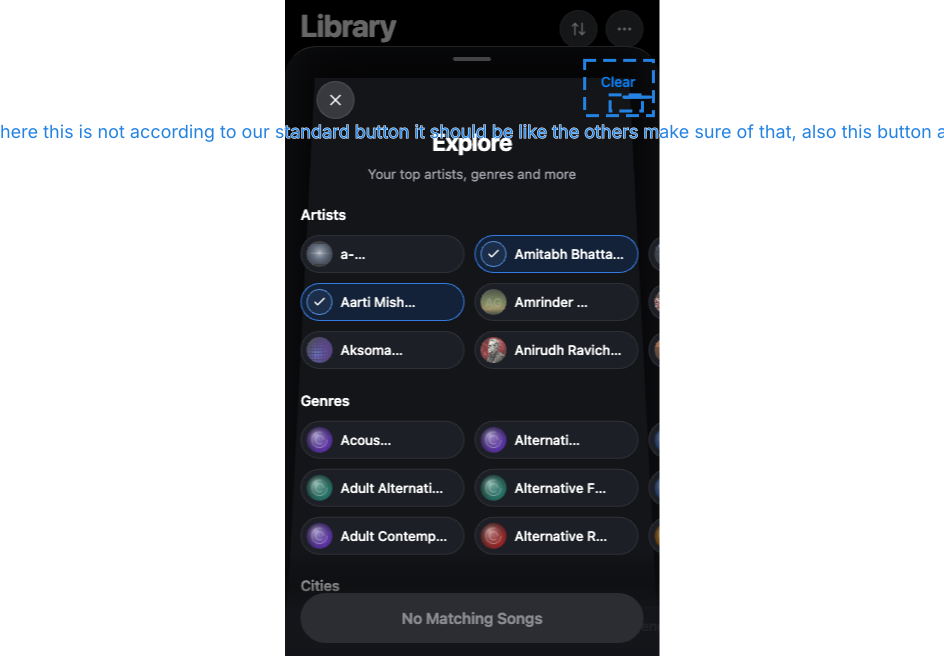 Library
Clear
here this is not according to our standard button it should be like the others make sure of that, also this button a
Explore
Your top artists, genres and more
Artists
a-...
Amitabh Bhatta...
Aarti Mish...
AG
Amrinder ...
Aksoma...
Anirudh Ravich...
Genres
Acous...
Alternati...
Adult Alternati...
Alternative F...
Adult Contemp...
Alternative R...
Cities
No Matching Songs